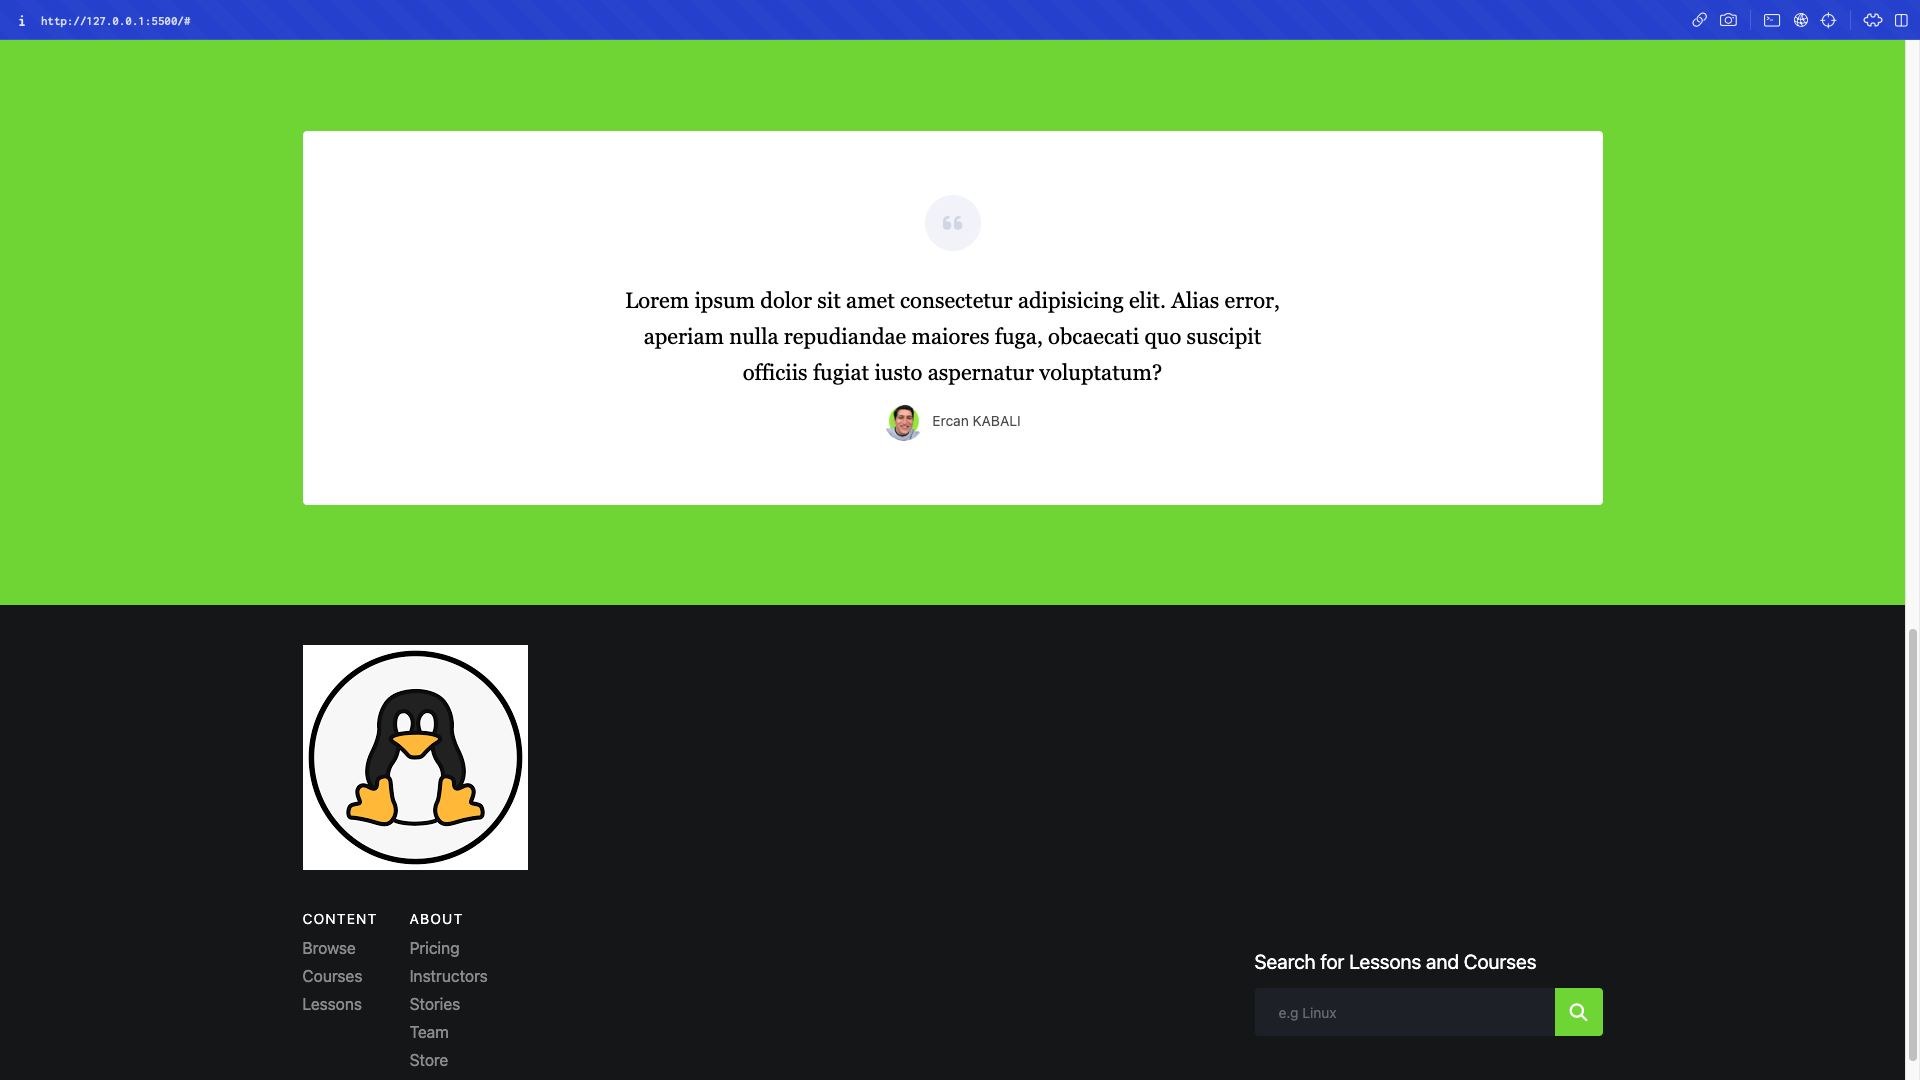 i http://127.0.0.1:5500/#
“
Lorem ipsum dolor sit amet consectetur adipisicing elit. Alias error,
aperiam nulla repudiandae maiores fuga, obcaecati quo suscipit
officiis fugiat iusto aspernatur voluptatum?
Ercan KABALI
CONTENT
Browse
Courses
Lessons
ABOUT
Pricing
Instructors
Stories
Team
Store
Search for Lessons and Courses
e.g Linux